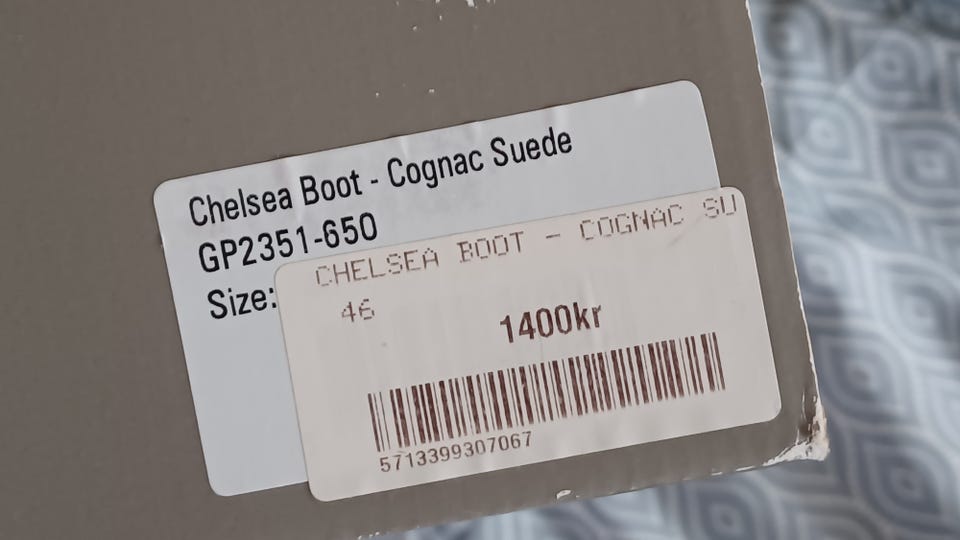 Chelsea Boot - Cognac Suede
GP2351-650
Size:
CHELSEA BOOT - COGNAC SU
46
1400kr
5713399307067